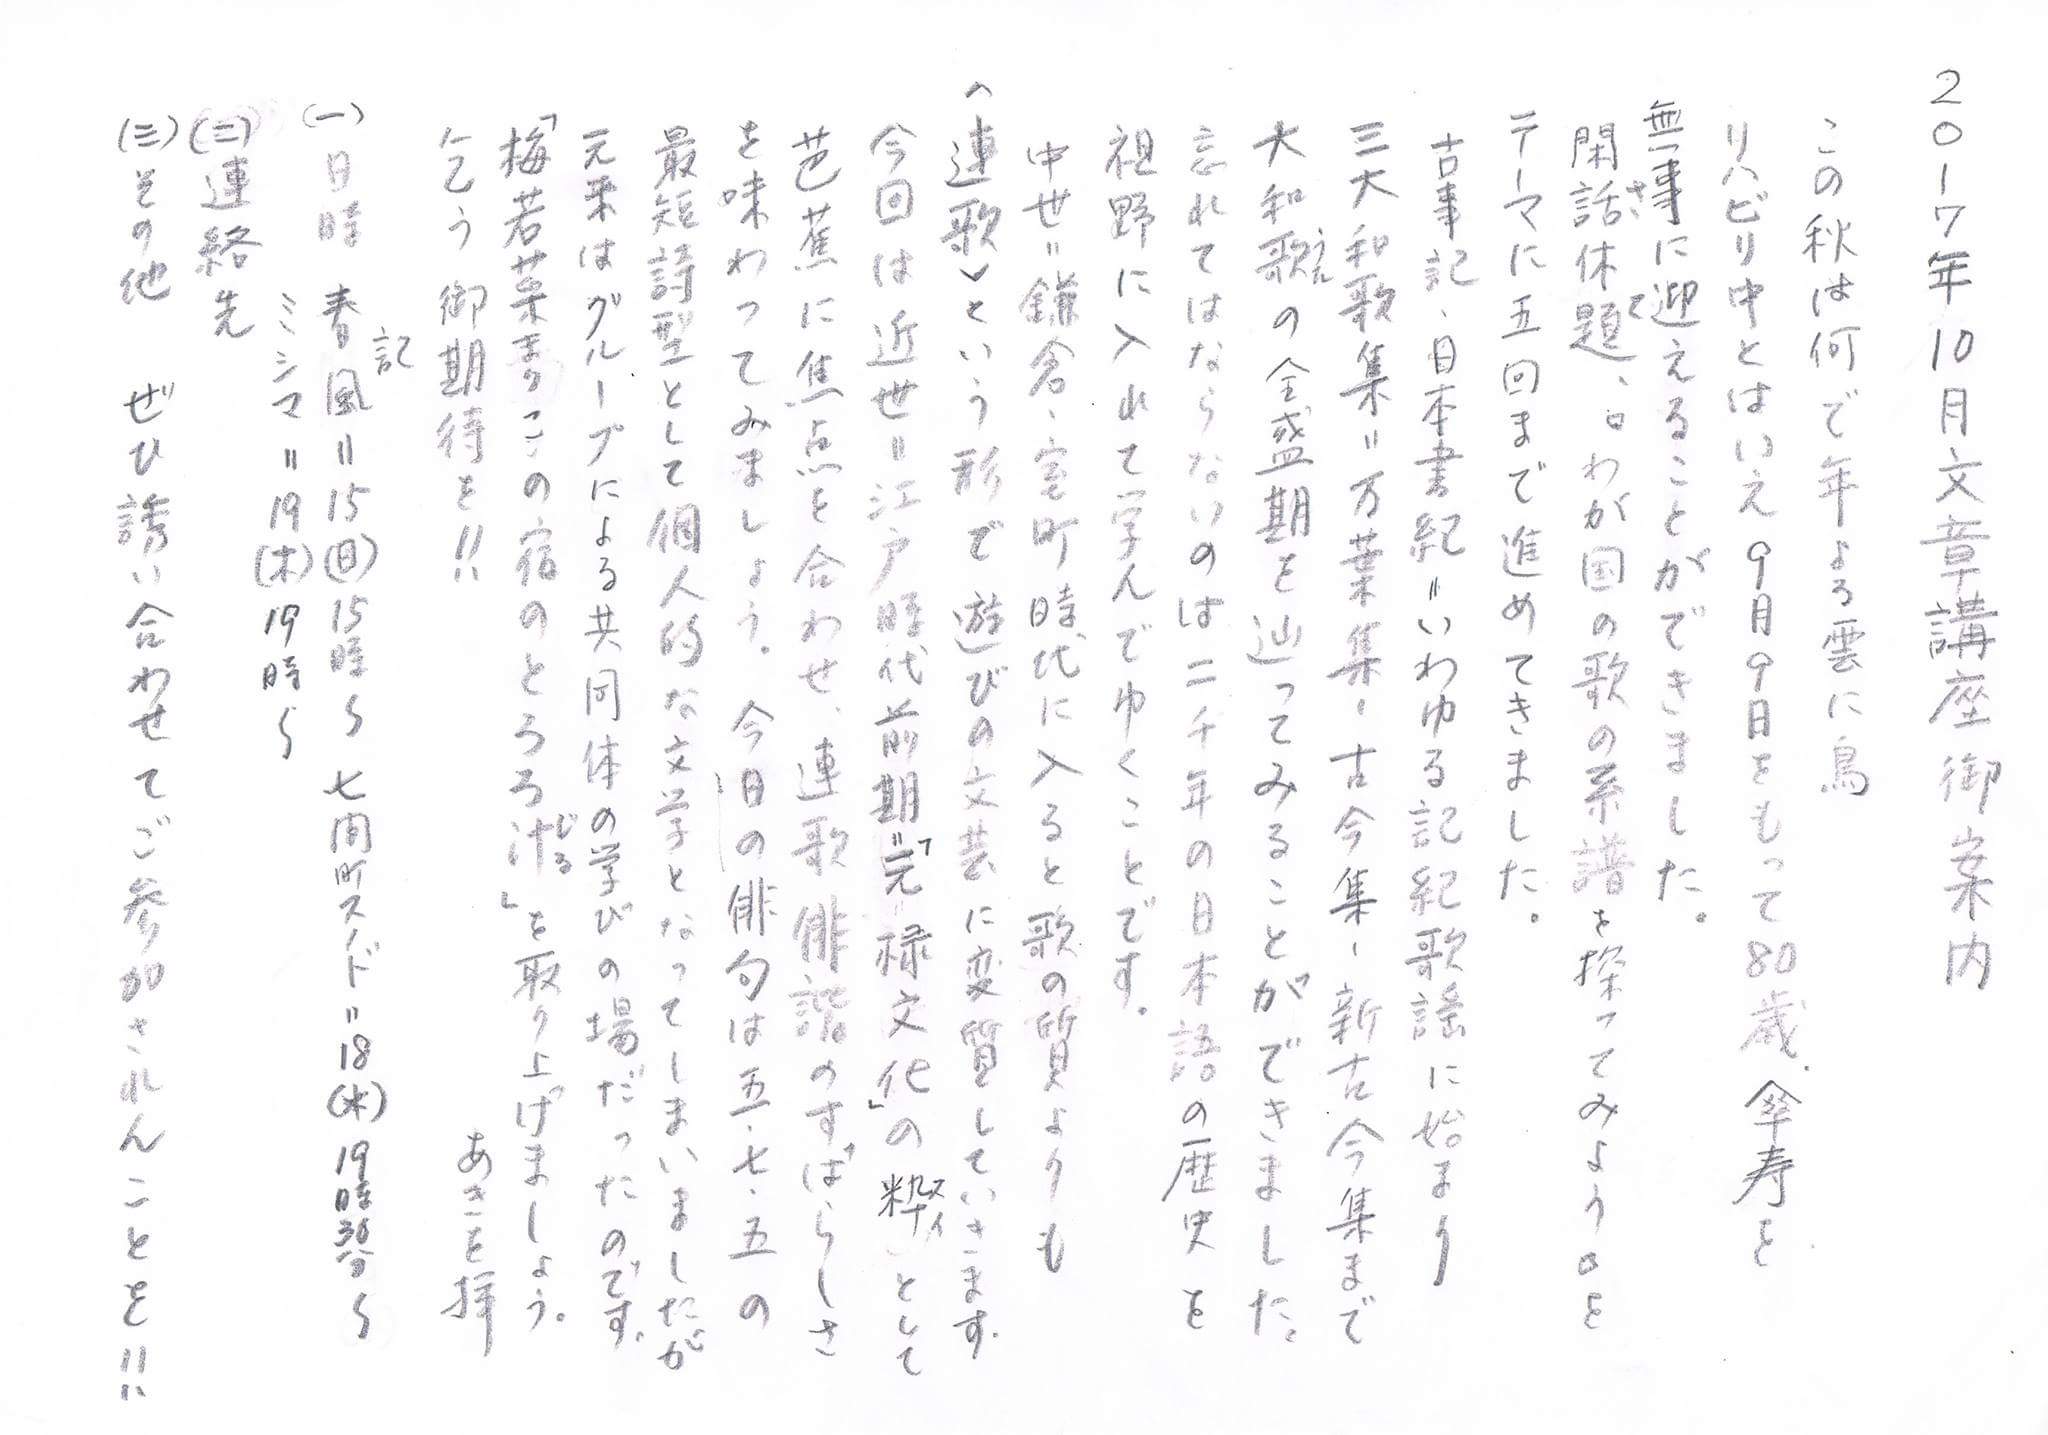 2017年10月文章講座御案内
この秋は何で年よる雲に鳥
リハビリ中とはいえ9月9日をもって80歳、傘寿を
無事に迎えることができました。
閑話休題、『わが国の歌の系譜を探ってみよう』を
テーマに五回まで進めてきました。
古事記、日本書紀=いわゆる記紀歌謡に始まり
三大和歌集=万葉集・古今集・新古今集まで
大和歌の全盛期を辿ってみることができました。
忘れてはならないのは二千年の日本語の歴史を
視野に入れて学んでゆくことです。
中世=鎌倉・室町時代に入ると歌の質よりも
〈連歌〉という形で遊びの文芸に変質していきます。
今回は近世=江戸時代前期=「元禄文化」の粋スイとして
芭蕉に焦点を合わせ、連歌俳諧のすばらしさ
を味わってみましょう。今日の俳句は五・七・五の
最短詩型として個人的な文学となってしまいましたが
元来はグループによる共同体の学びの場だったのです。
「梅若菜まりこの宿のとろろ汁じる」を取り上げましょう。
乞う御期待を!! あきを拝
記
(一)日時 春風=15(日)15時〜 七間町スノド=18(水)19時30分〜
ミシマ=19(木)19時〜
(二)連絡先
(三)その他 ぜひ誘い合わせてご参加されんことを!!